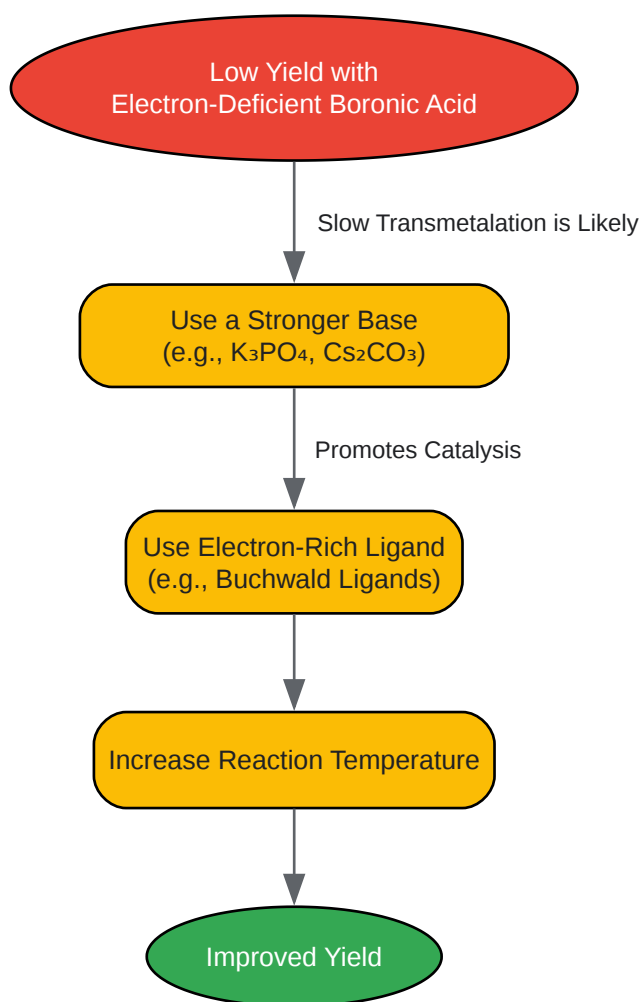 Low Yield with
Electron-Deficient Boronic Acid
Slow Transmetalation is Likely
Use a Stronger Base
(e.g., K₃PO₄, Cs₂CO₃)
Promotes Catalysis
Use Electron-Rich Ligand
(e.g., Buchwald Ligands)
Increase Reaction Temperature
Improved Yield